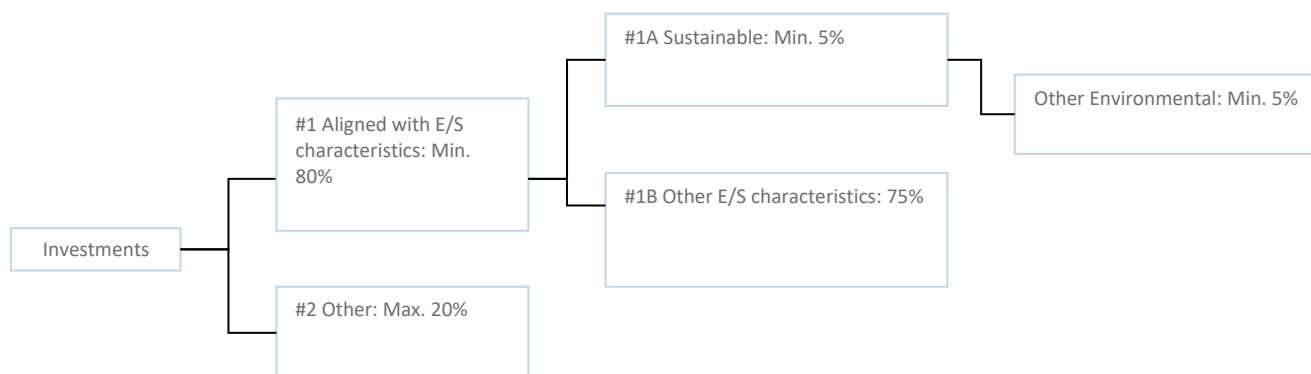 #1A Sustainable: Min. 5%
Other Environmental: Min. 5%
#1 Aligned with E/S
characteristics: Min.
80%
#1B Other E/S characteristics: 75%
Investments
#2 Other: Max. 20%